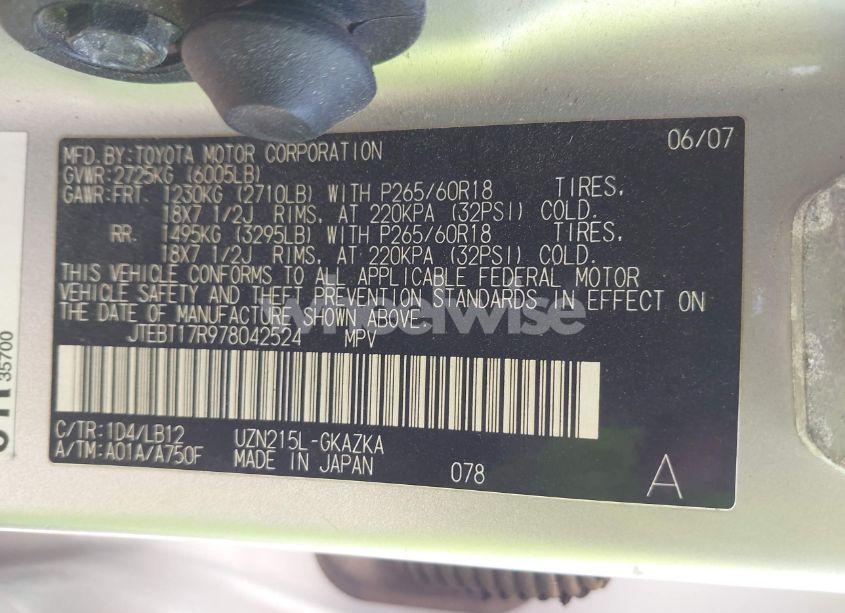 06/07
MFD.BY:TOYOTA MOTOR CORPORATION
GVWR:2725KG (6005LB)
GAWR:FRT. 1230KG (2710LB) WITH P265/60R18 TIRES,
18X7 1/2J RIMS, AT 220KPA (32PSI) COLD.
RR. 1495KG (3295LB) WITH P265/60R18 TIRES,
18X7 1/2J RIMS, AT 220KPA (32PSI) COLD.
THIS VEHICLE CONFORMS TO ALL APPLICABLE FEDERAL MOTOR
VEHICLE SAFETY AND THEFT PREVENTION STANDARDS IN EFFECT ON
THE DATE OF MANUFACTURE SHOWN ABOVE.
wheelwise
JTEBT17R978042524 MPV
C/TR:1D4/LB12 UZN215L-GKAZKA
A/TM:A01A/A750F MADE IN JAPAN
078
A
35700